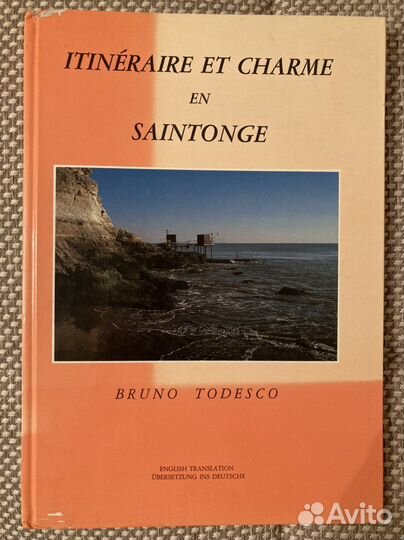 ITINÉRAIRE ET CHARME
EN
SAINTONGE
BRUNO TODESCO
ENGLISH TRANSLATION
ÜBERSETZUNG INS DEUTSCHE
Avito